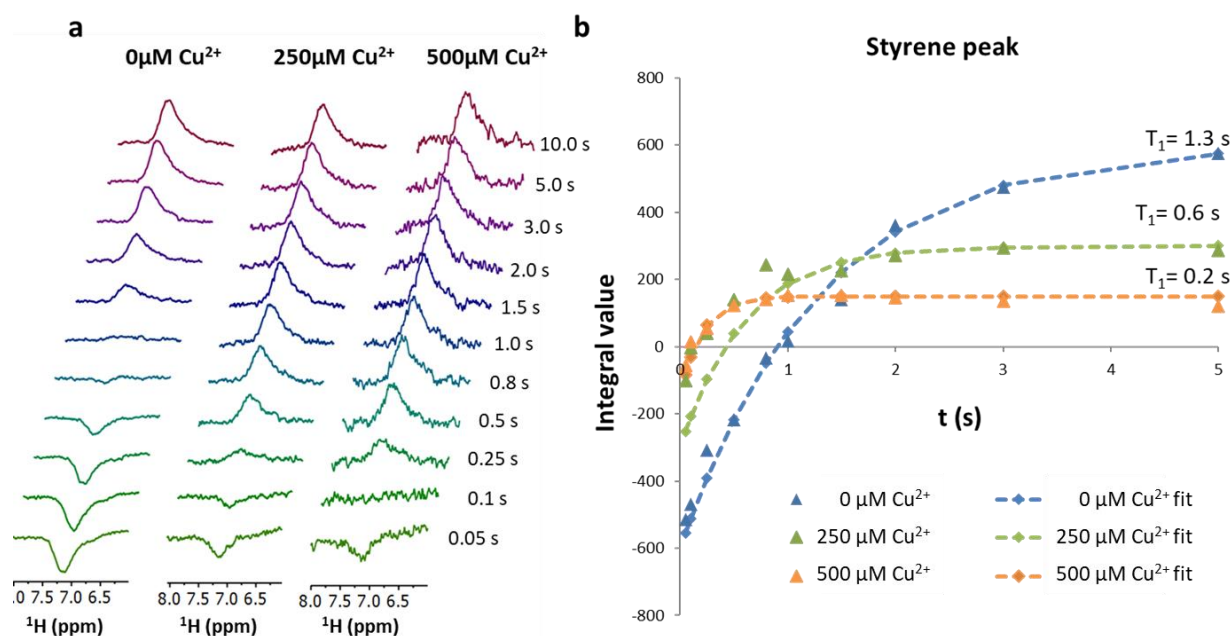 a
0μM Cu²⁺ 250μM Cu²⁺ 500μM Cu²⁺
10.0 s
5.0 s
3.0 s
2.0 s
1.5 s
1.0 s
0.8 s
0.5 s
0.25 s
0.1 s
0.05 s
.0 7.5 7.0 6.5
8.0 7.5 7.0 6.5
8.0 7.5 7.0 6.5
¹H (ppm)
¹H (ppm)
¹H (ppm)
b
Styrene peak
Integral value
800
600
400
200
0
-200
-400
-600
-800
0 1 2 3 4 5
t (s)
T₁= 1.3 s
T₁= 0.6 s
T₁= 0.2 s
0 μM Cu²⁺ 0 μM Cu²⁺ fit
250 μM Cu²⁺ 250 μM Cu²⁺ fit
500 μM Cu²⁺ 500 μM Cu²⁺ fit